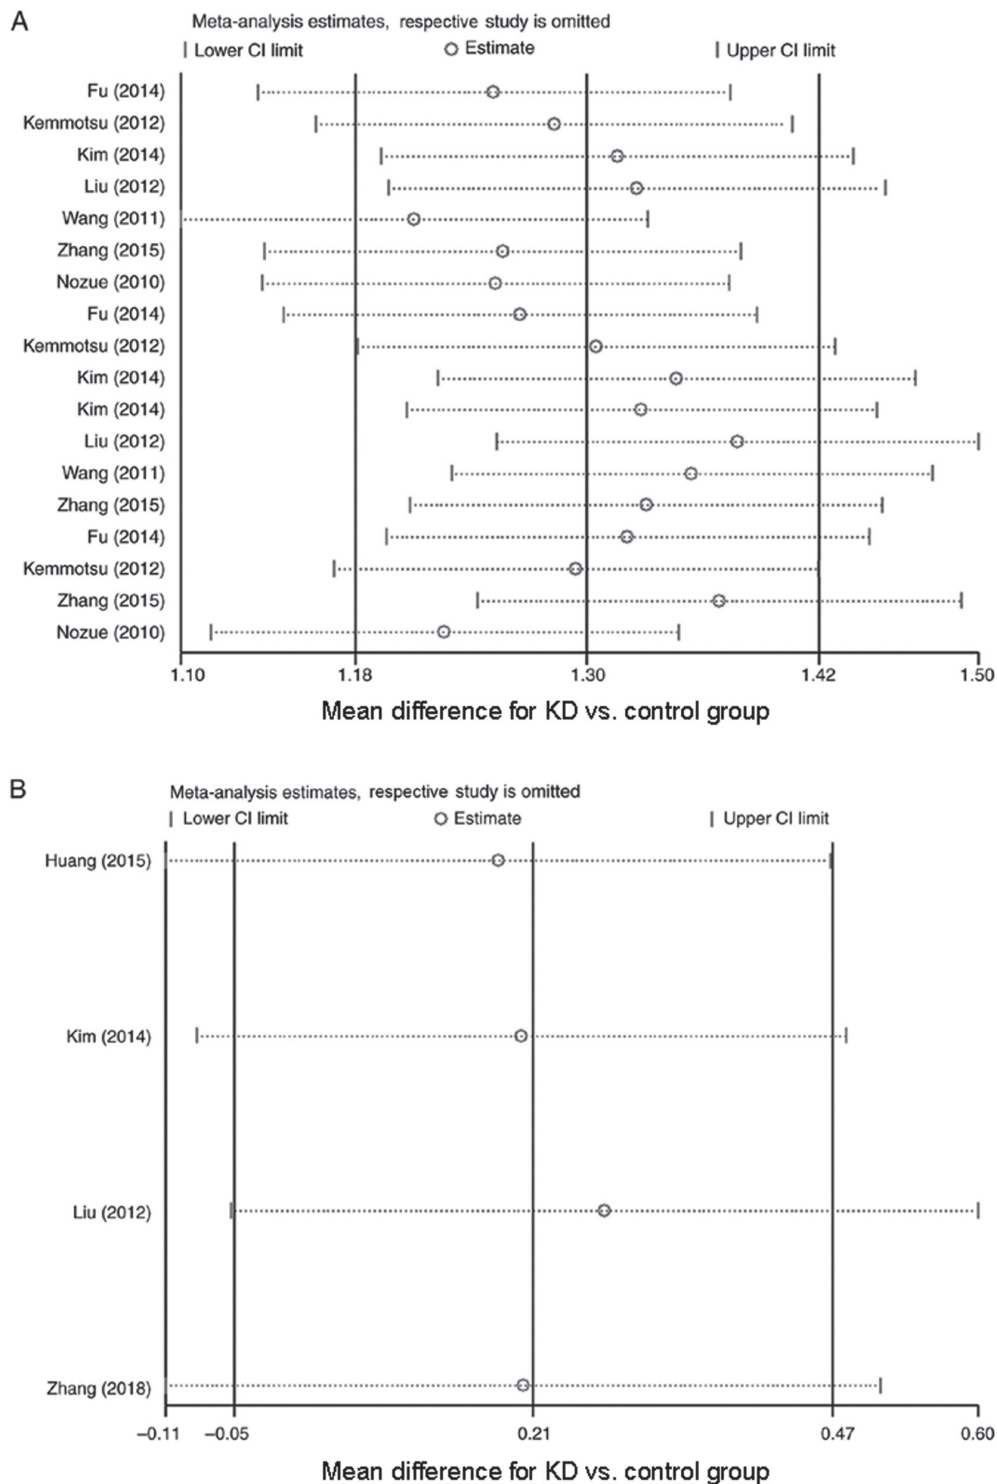 A
Meta-analysis estimates, respective study is omitted
| Lower CI limit ○ Estimate | Upper CI limit
Fu (2014)
Kemmotsu (2012)
Kim (2014)
Liu (2012)
Wang (2011)
Zhang (2015)
Nozue (2010)
Fu (2014)
Kemmotsu (2012)
Kim (2014)
Kim (2014)
Liu (2012)
Wang (2011)
Zhang (2015)
Fu (2014)
Kemmotsu (2012)
Zhang (2015)
Nozue (2010)
1.10 1.18 1.30 1.42 1.50
Mean difference for KD vs. control group
B
Meta-analysis estimates, respective study is omitted
| Lower CI limit ○ Estimate | Upper CI limit
Huang (2015)
Kim (2014)
Liu (2012)
Zhang (2018)
–0.11 –0.05 0.21 0.47 0.60
Mean difference for KD vs. control group